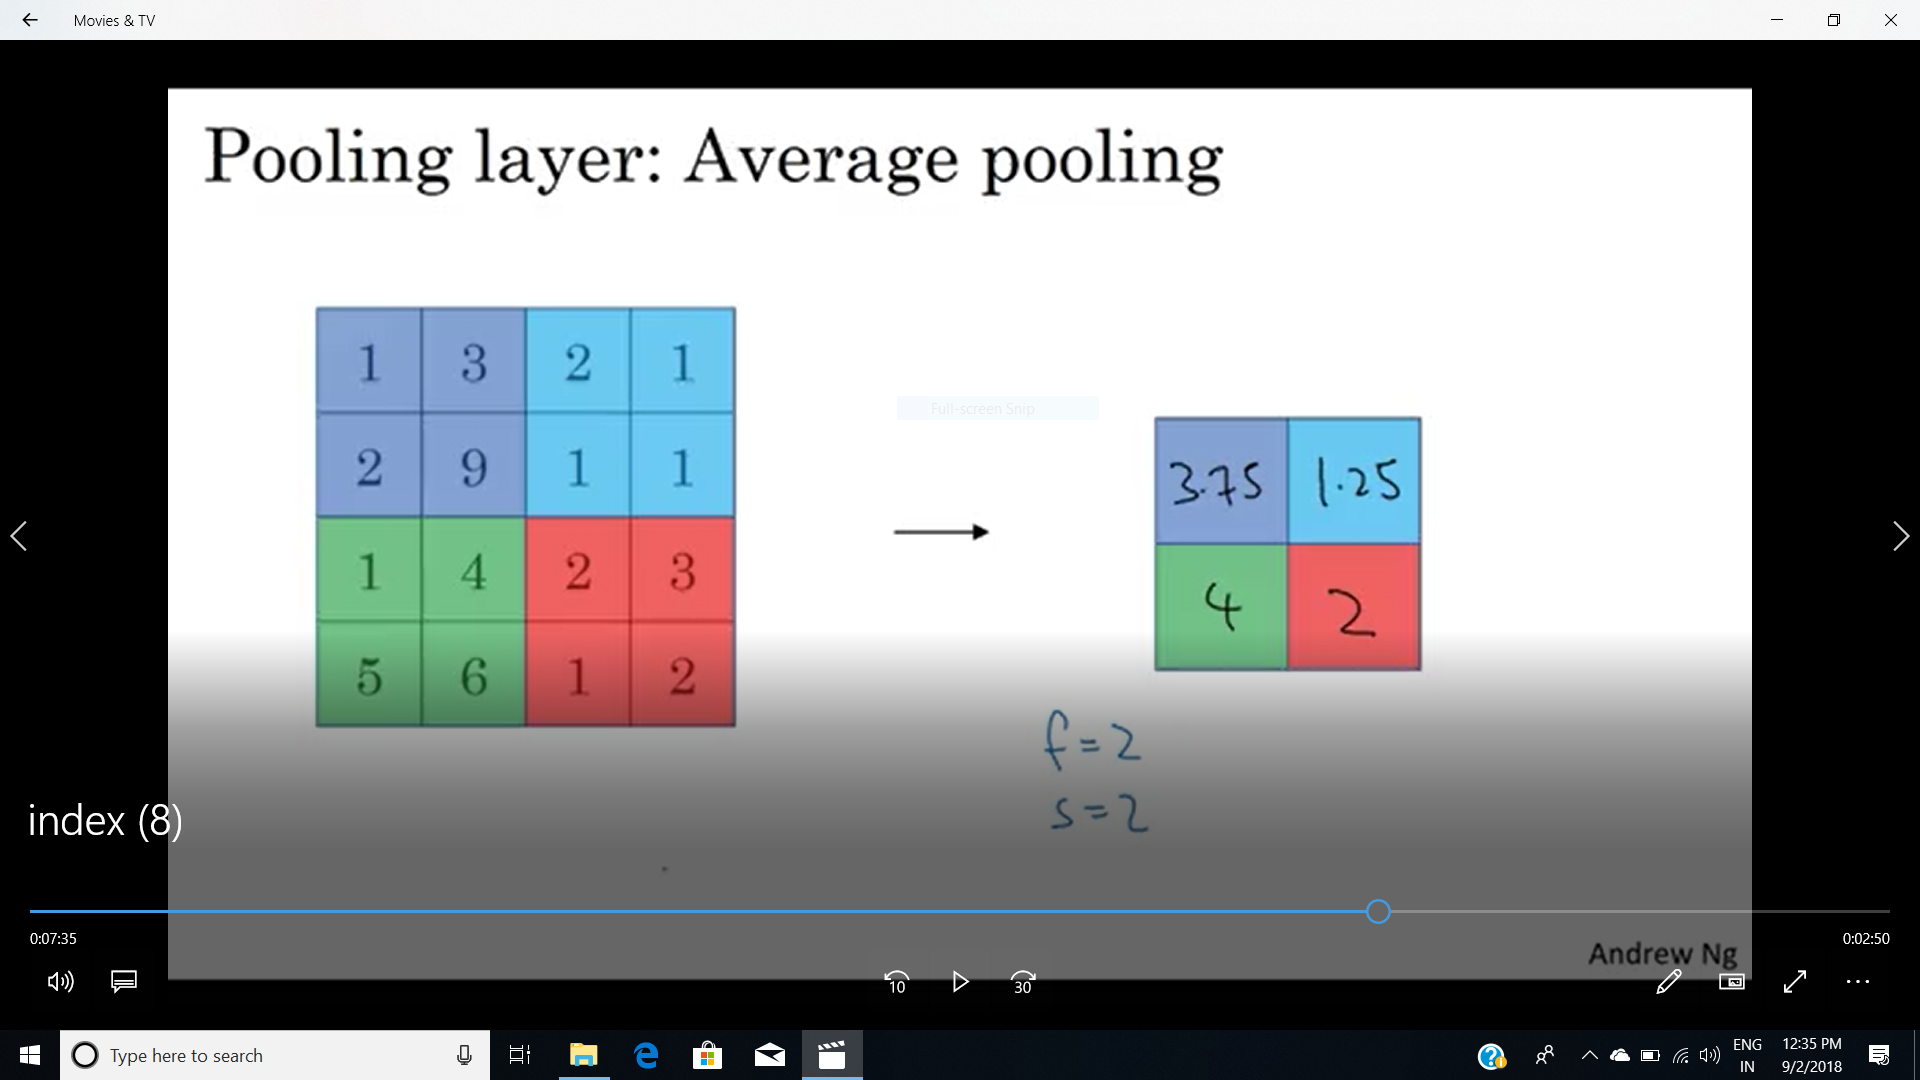 Movies & TV
Pooling layer: Average pooling
1 3 2 1
2 9 1 1
1 4 2 3
5 6 1 2
Full-screen Snip
3.75 1.25
4 2
f=2
s=2
index (8)
0:07:35
0:02:50
Andrew Ng
10
30
Type here to search
ENG
IN
12:35 PM
9/2/2018